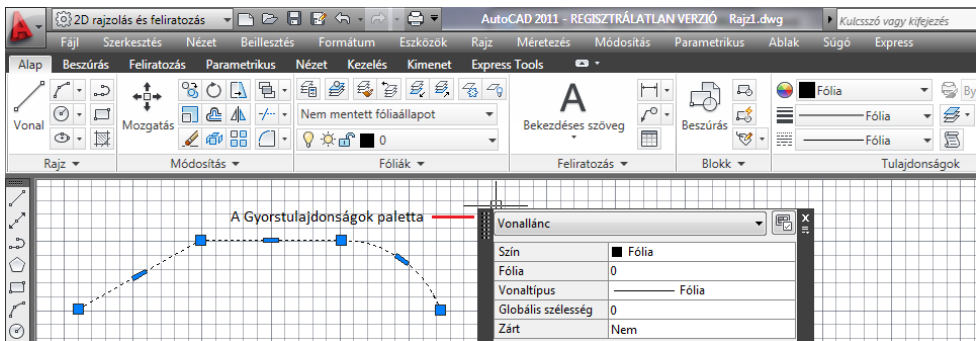 2D rajzolás és feliratozás AutoCAD 2011 - REGISZTRÁLATLAN VERZIÓ Rajz1.dwg Kulcsszó vagy kifejezés
Fájl Szerkesztés Nézet Beillesztés Formátum Eszközök Rajz Méretezés Módosítás Parametrikus Ablak Súgó Express
Alap Beszúrás Feliratozás Parametrikus Nézet Kezelés Kimenet Express Tools
Fólia By
Nem mentett fóliaállapot Fólia
Vonal Mozgatás Bekezdéses szöveg Beszúrás
0 Fólia
Rajz Módosítás Fóliák Feliratozás Blokk Tulajdonságok
A Gyorstulajdonságok paletta
Vonallánc
Szín Fólia
Fólia 0
Vonaltípus Fólia
Globális szélesség 0
Zárt Nem